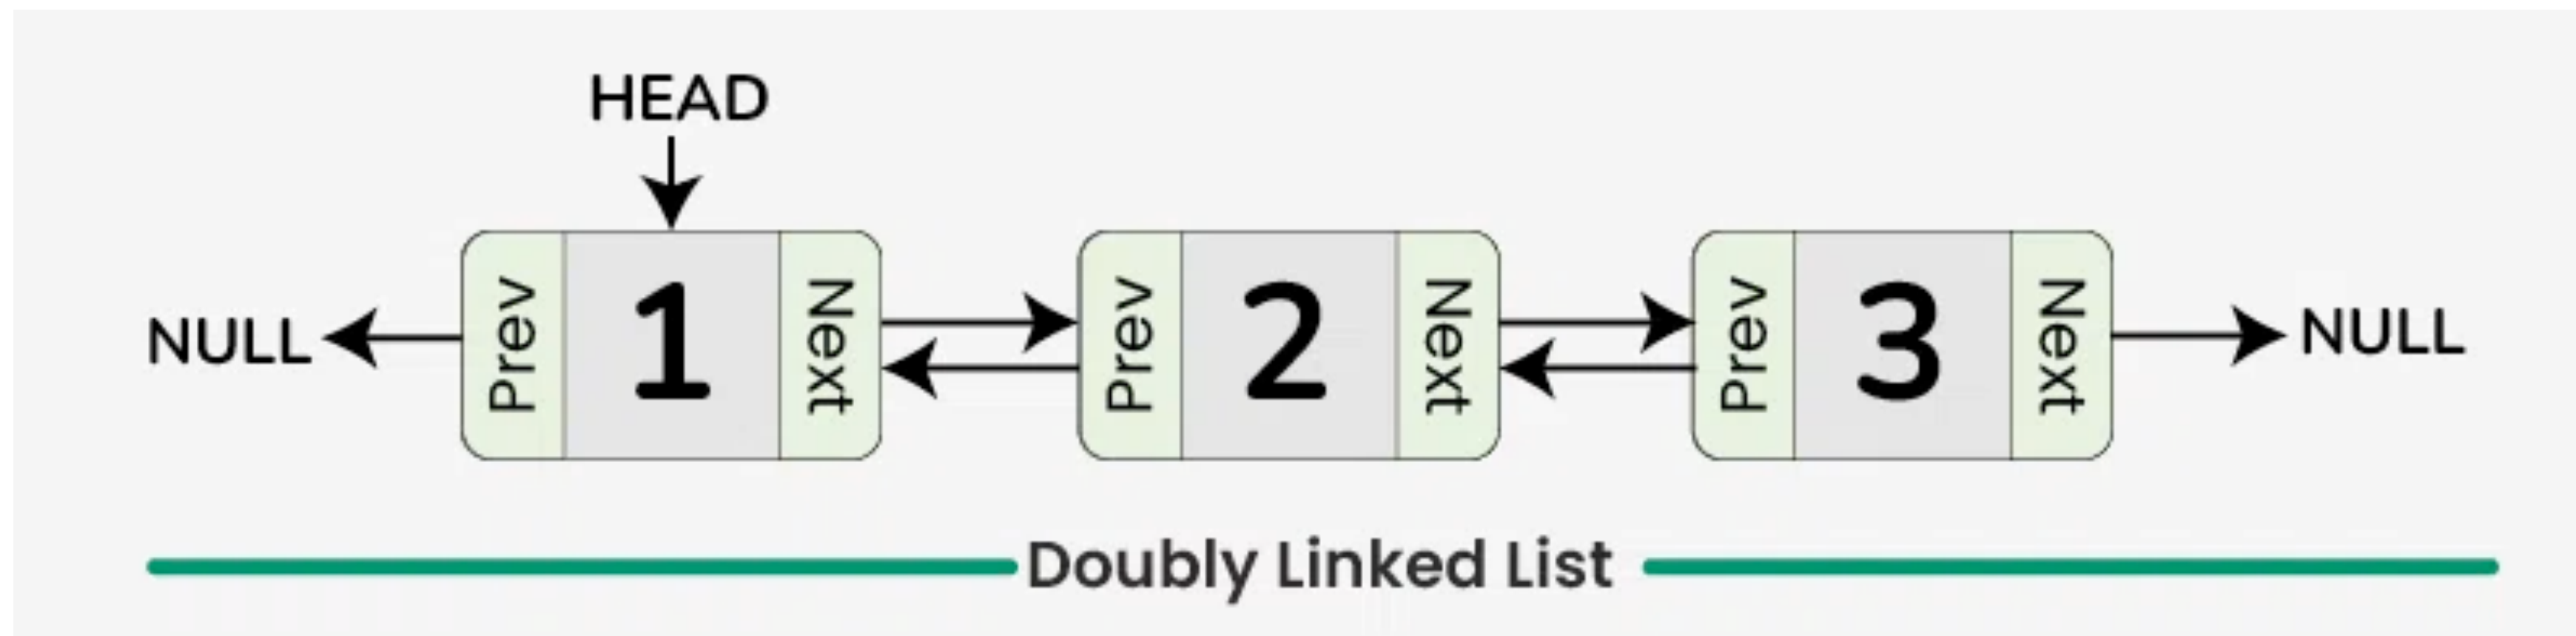 HEAD
NULL
Prev
1
Next
Prev
2
Next
Prev
3
Next
NULL
Doubly Linked List